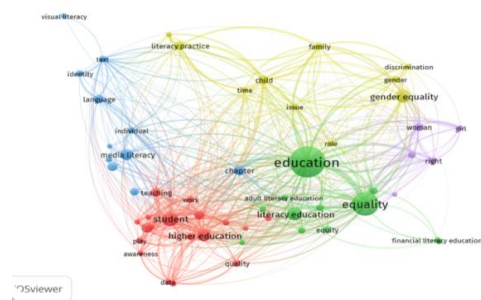 visual literacy
literacy practice
family
text
discrimination
identity
child
gender
time
gender equality
language
issue
individual
woman
girl
role
media literacy
right
education
chapter
teaching
adult literacy education
work
equality
student
literacy education
equity
play
higher education
financial literacy education
awareness
quality
data
VOSviewer